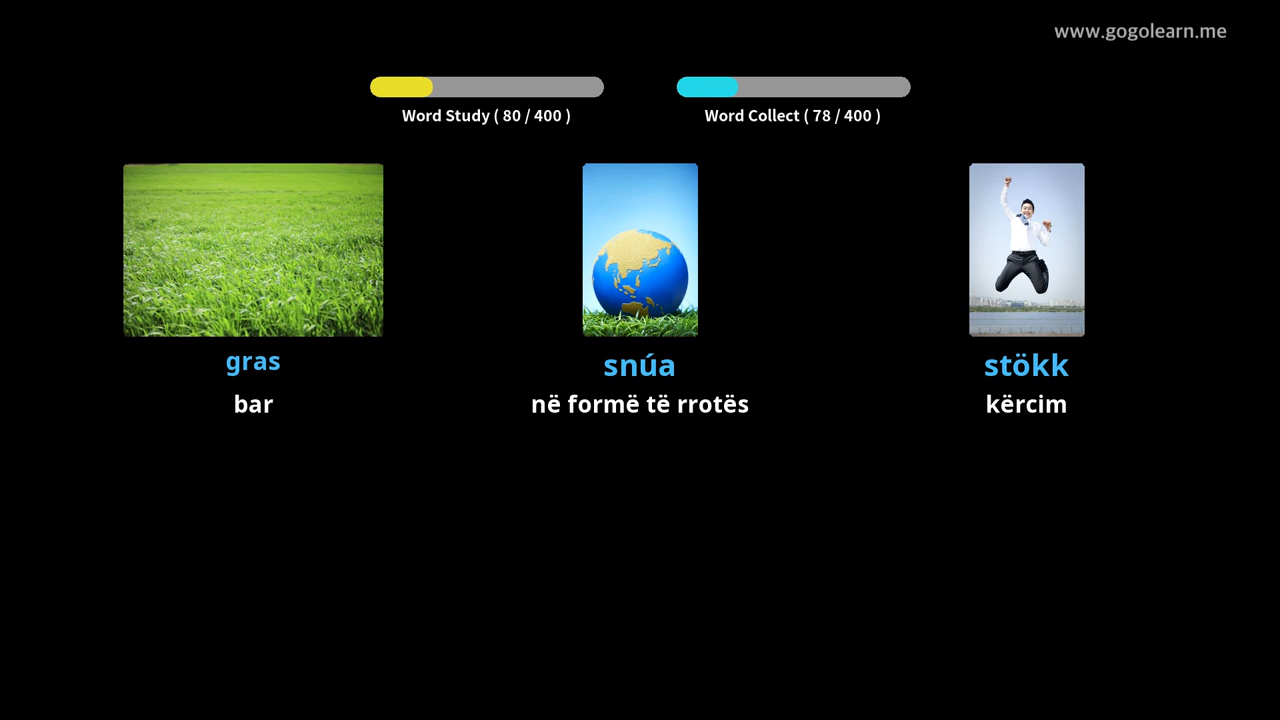 www.gogolearn.me
Word Study ( 80 / 400 )
Word Collect ( 78 / 400 )
gras
snúa
stökk
bar
në formë të rrotës
kërcim